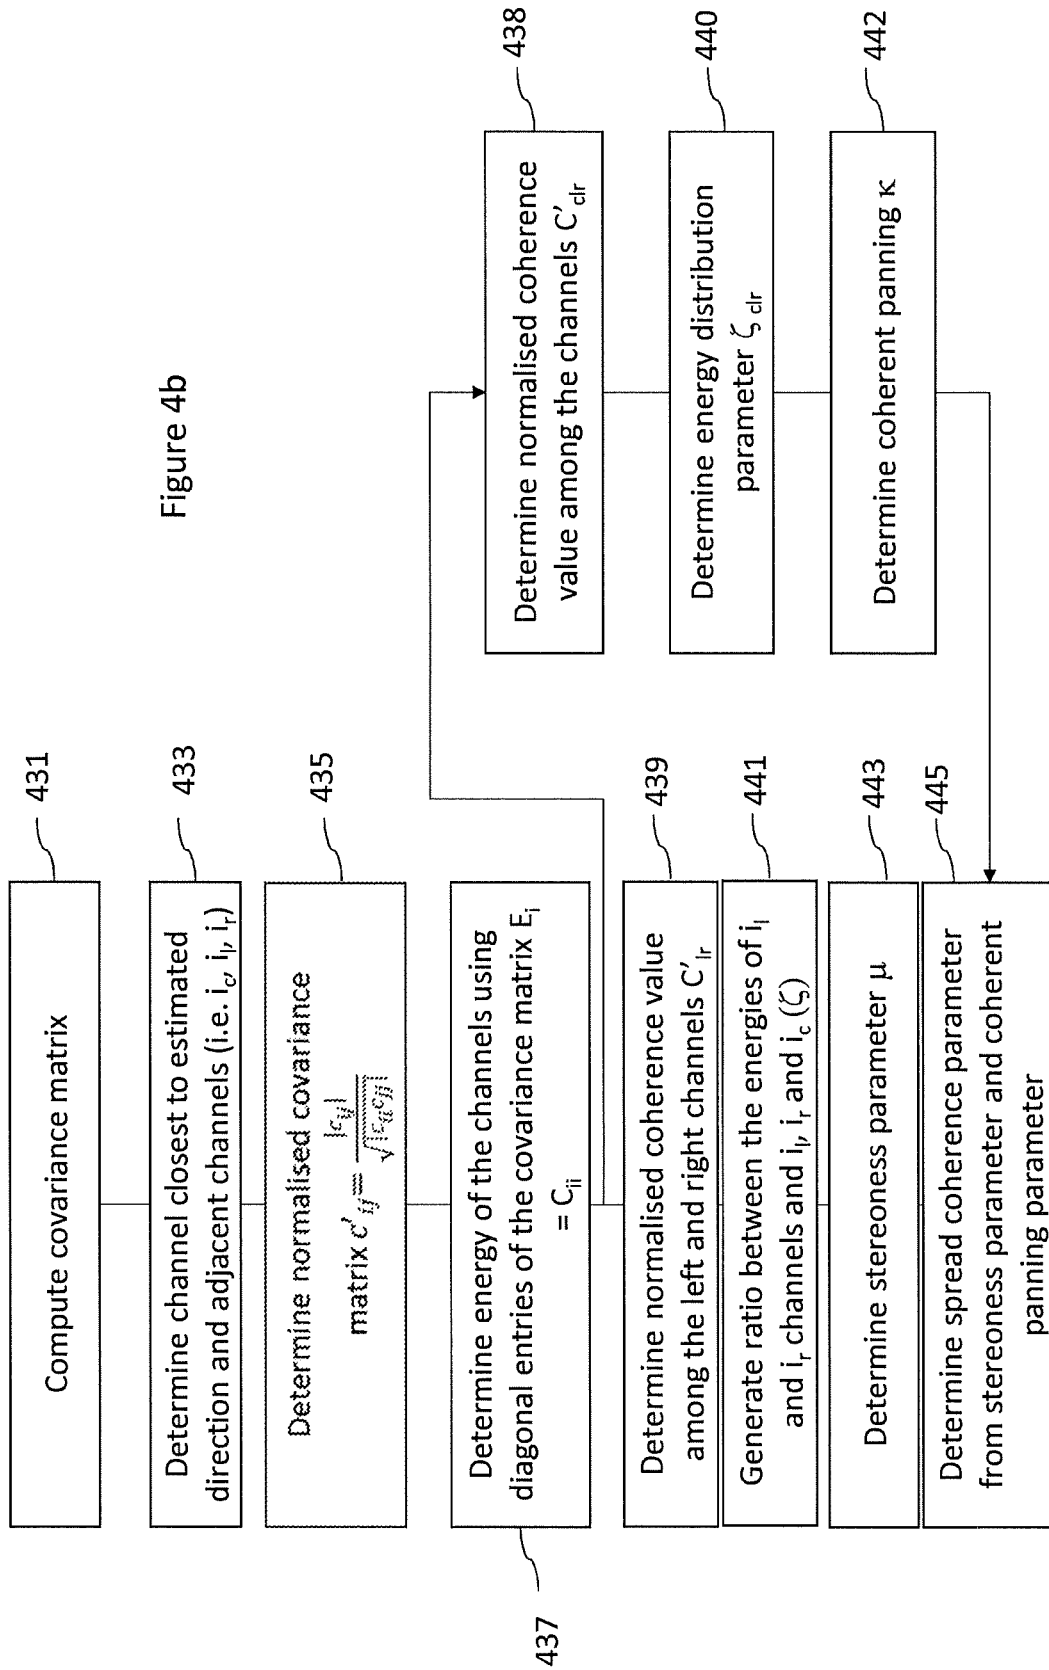 Figure 4b
Compute covariance matrix
431
Determine channel closest to estimated
direction and adjacent channels (i.e. i_c, i_l, i_r)
433
Determine normalised covariance
matrix c'_ij = |c_ij| / √|c_ii c_jj|
435
Determine energy of the channels using
diagonal entries of the covariance matrix E_i
= C_ii
437
Determine normalised coherence value
among the left and right channels C'_lr
439
Generate ratio between the energies of i_l
and i_r channels and i_l, i_r and i_c (ζ)
441
Determine stereoness parameter μ
443
Determine spread coherence parameter
from stereoness parameter and coherent
panning parameter
445
Determine normalised coherence
value among the channels C'_clr
438
Determine energy distribution
parameter ζ_clr
440
Determine coherent panning κ
442